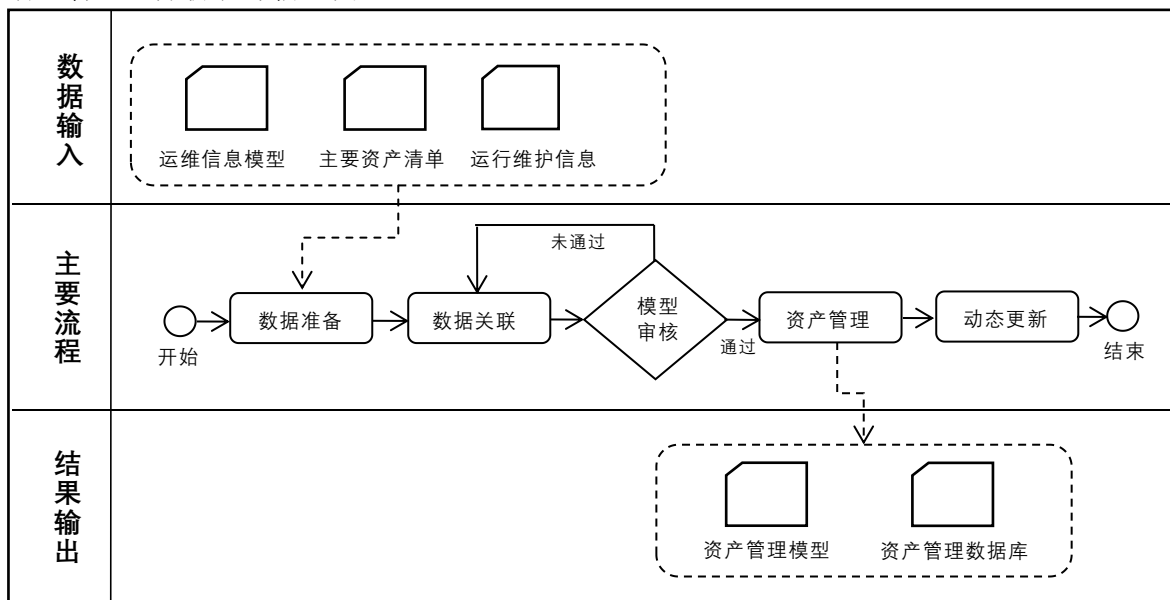 数据输入
运维信息模型 主要资产清单 运行维护信息
主要流程
未通过
开始
数据准备
数据关联
模型
审核
通过
资产管理
动态更新
结束
结果输出
资产管理模型 资产管理数据库